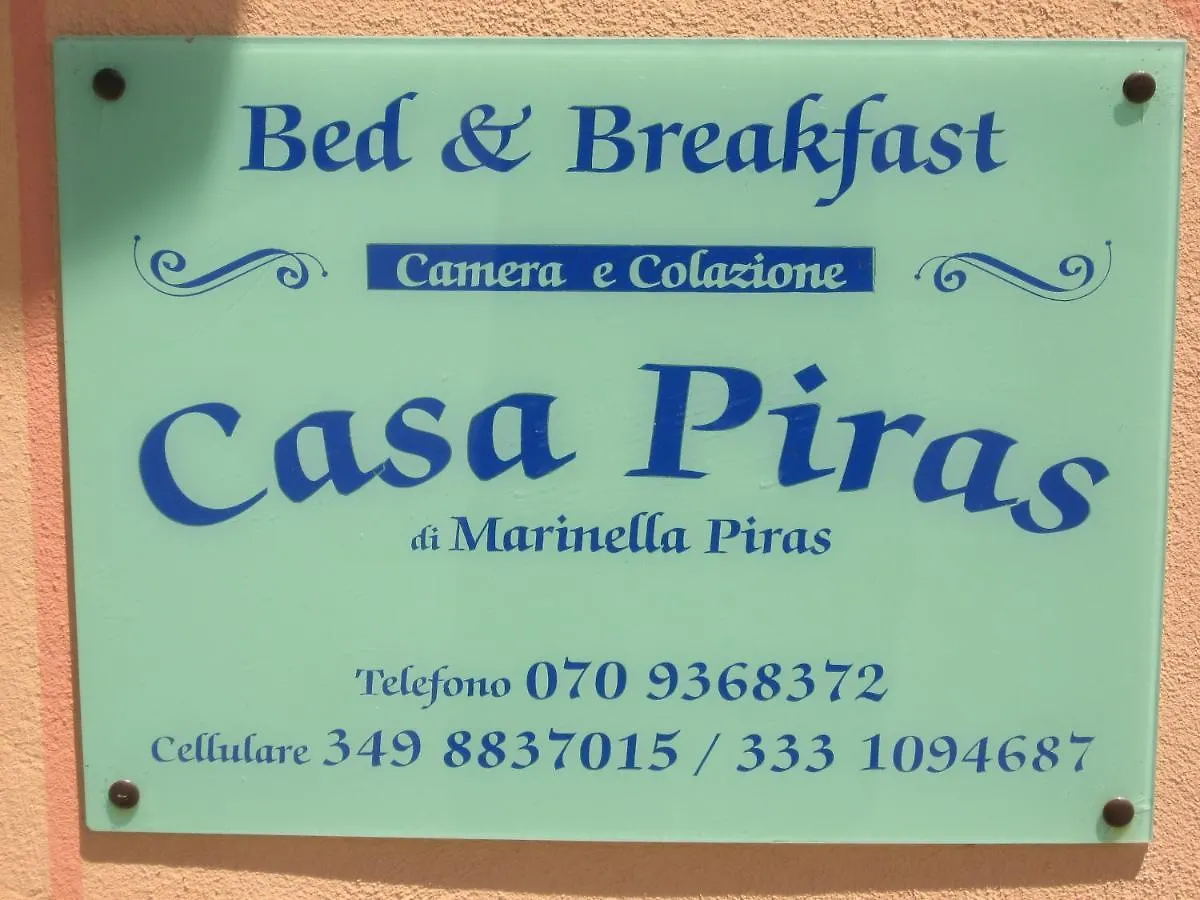 Bed & Breakfast
Camera e Colazione
Casa Piras
di Marinella Piras
Telefono 070 9368372
Cellulare 349 8837015 / 333 1094687